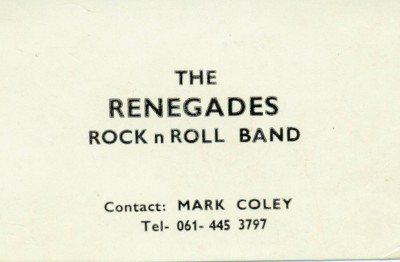 THE
RENEGADES
ROCK n ROLL BAND
Contact: MARK COLEY
Tel- 061- 445 3797